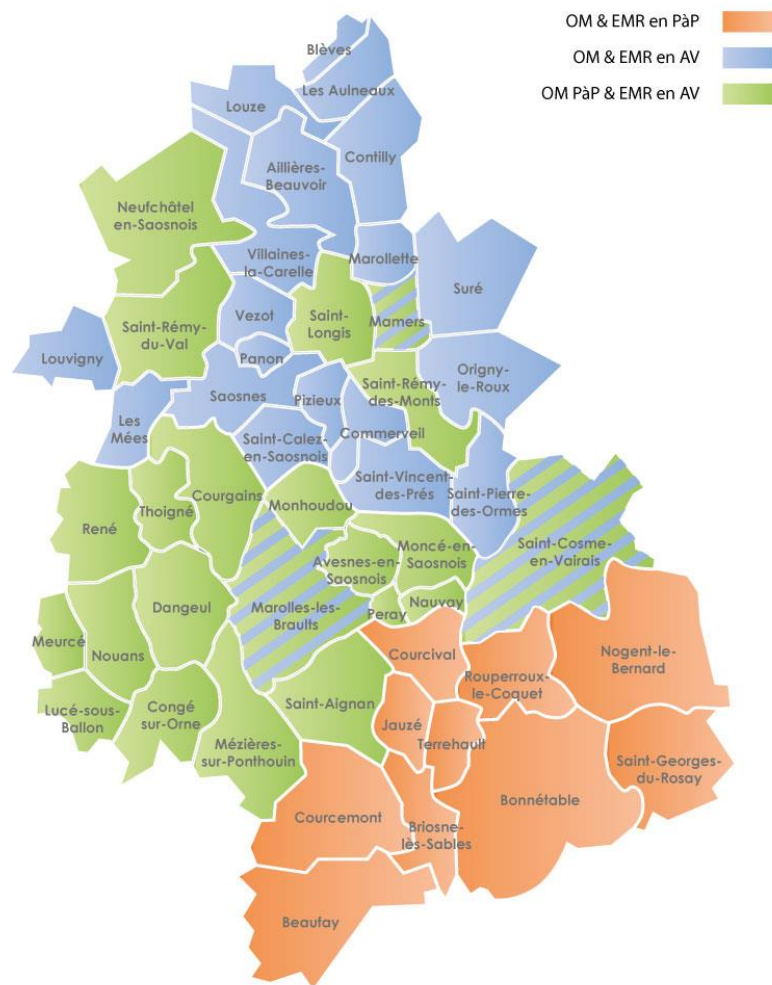 OM & EMR en PàP
OM & EMR en AV
OM PàP & EMR en AV
Blèves
Les Aulneaux
Louze
Contilly
Aillières-
Beauvoir
Neufchâtel
en-Saosnois
Villaines-
la-Carelle
Marollette
Suré
Vezot
Saint-
Longis
Mamers
Saint-Rémy-
du-Val
Louvigny
Panon
Origny-
le-Roux
Saint-Rémy
des-Monts
Saosnes
Pizieux
Les
Mées
Commerveil
Saint-Calez-
en-Saosnois
Saint-Vincent-
des-Prés
Saint-Pierre-
des-Ormes
Courgains
Thoigné
Monhoudou
René
Saint-Cosme-
en-Vairais
Moncé-en-
Saosnois
Avesnes-en-
Saosnois
Dangeul
Marolles-les-
Braults
Peray
Nauvay
Meurcé
Nouans
Courcival
Nogent-le-
Bernard
Rouperroux-
le-Coquet
Lucé-sous-
Ballon
Congé
sur-Orne
Saint-Aignan
Jauzé
Terrehault
Mézières-
sur-Ponthouin
Saint-Georges-
du-Rosay
Bonnétable
Courcemont
Briosne-
lès-Sables
Beaufay